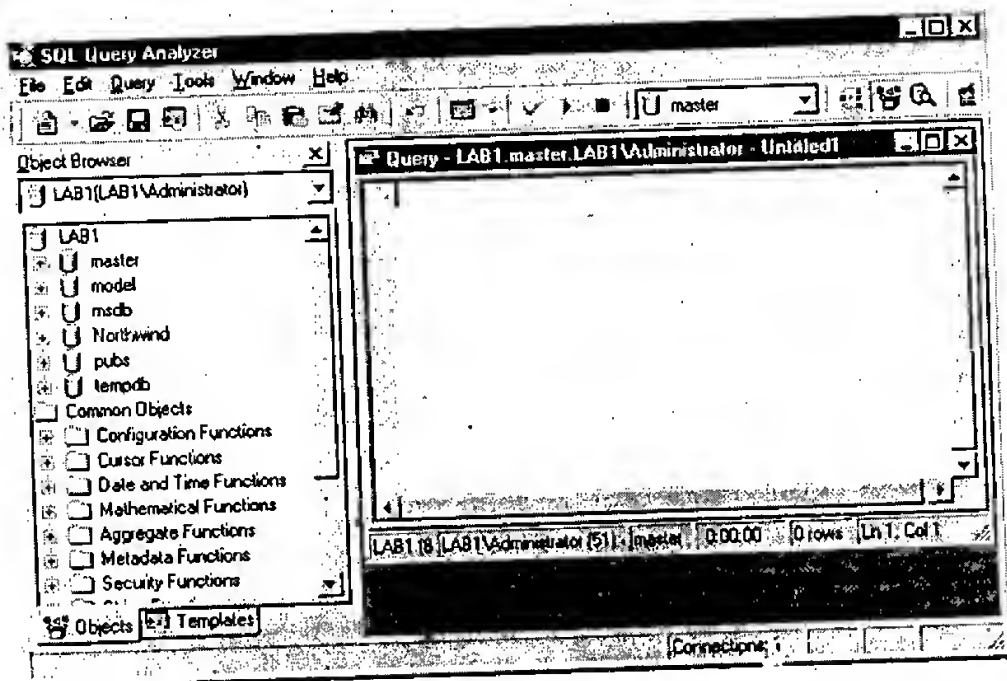 SQL Query Analyzer
File Edit Query Tools Window Help
master
Object Browser
LAB1(LAB1\Administrator)
LAB1
master
model
msdb
Northwind
pubs
tempdb
Common Objects
Configuration Functions
Cursor Functions
Date and Time Functions
Mathematical Functions
Aggregate Functions
Metadata Functions
Security Functions
Objects Templates
Query - LAB1.master.LAB1\Administrator - Untitled1
LAB1 (8 LAB1\Administrator (51) master 0:00:00 0 rows Ln 1, Col 1
Connections: